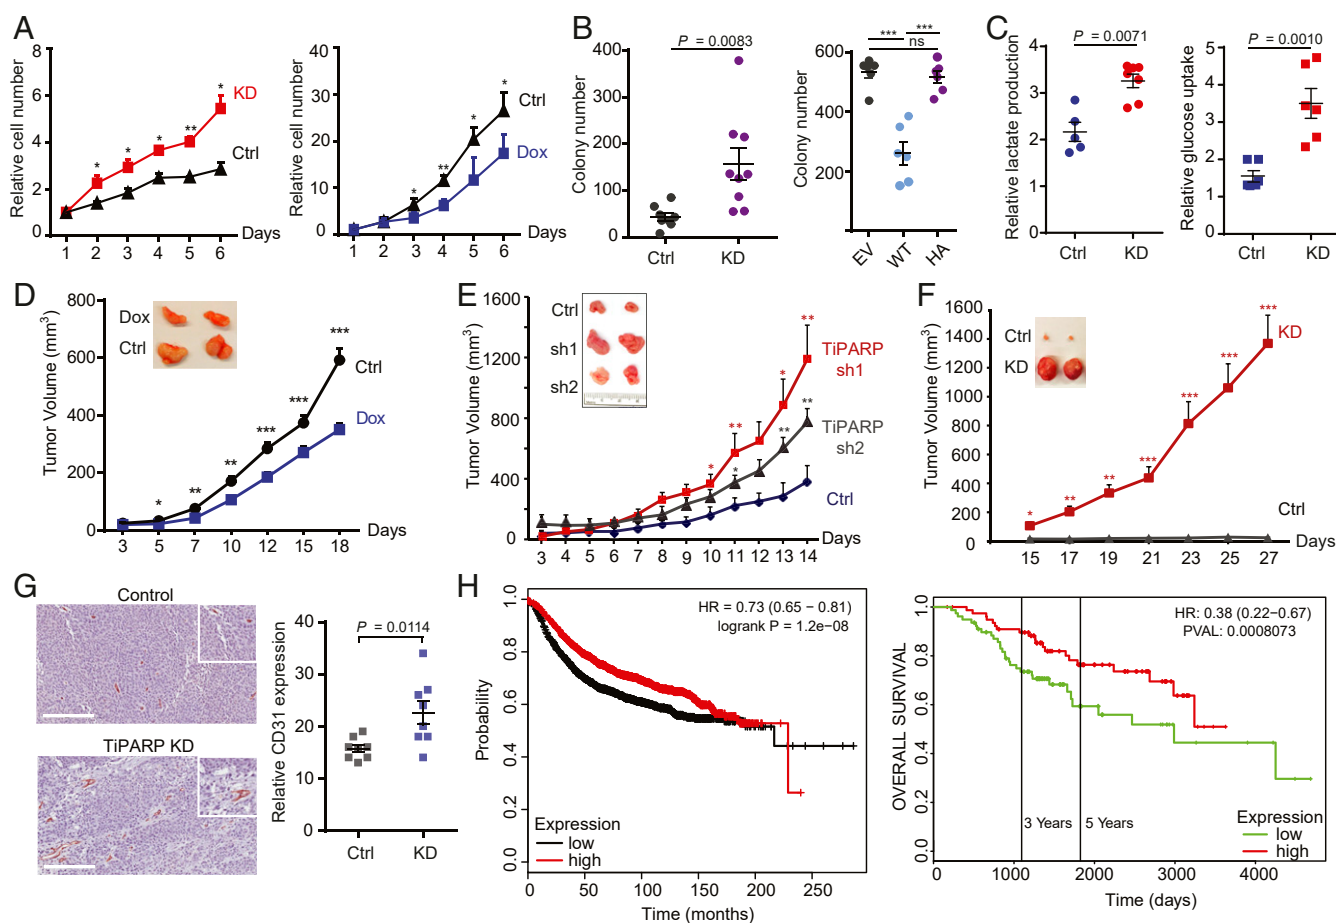 A
Relative cell number
8
6
4
2
0
KD
Ctrl
*
*
*
*
**
*
1 2 3 4 5 6
Days
Relative cell number
40
30
20
10
0
Ctrl
Dox
*
**
*
*
1 2 3 4 5 6
Days
B
Colony number
P = 0.0083
400
300
200
100
0
Ctrl KD
Colony number
*** ***
ns
600
400
200
EV WT HA
C
Relative lactate production
P = 0.0071
4
3
2
1
0
Ctrl KD
Relative glucose uptake
P = 0.0010
5
4
3
2
1
0
Ctrl KD
D
Tumor Volume (mm3)
800
600
400
200
0
Dox
Ctrl
Ctrl
Dox
*
**
**
***
***
***
3 5 7 10 12 15 18
Days
E
Tumor Volume (mm3)
1600
1200
800
400
200
0
Ctrl
sh1
sh2
TiPARP
sh1
TiPARP
sh2
Ctrl
*
**
*
**
*
**
**
3 4 5 6 7 8 9 10 11 12 13 14
Days
F
Tumor Volume (mm3)
1600
1400
1200
1000
800
600
400
200
0
Ctrl
KD
KD
Ctrl
*
**
**
***
***
***
***
15 17 19 21 23 25 27
Days
G
Control
TiPARP KD
Relative CD31 expression
P = 0.0114
40
30
20
10
0
Ctrl KD
H
Probability
1.0
0.8
0.6
0.4
0.2
0.0
HR = 0.73 (0.65 − 0.81)
logrank P = 1.2e−08
Expression
low
high
0 50 100 150 200 250
Time (months)
OVERALL SURVIVAL
1.0
0.8
0.6
0.4
0.2
0.0
HR: 0.38 (0.22−0.67)
PVAL: 0.0008073
3 Years 5 Years
Expression
low
high
0 1000 2000 3000 4000
Time (days)